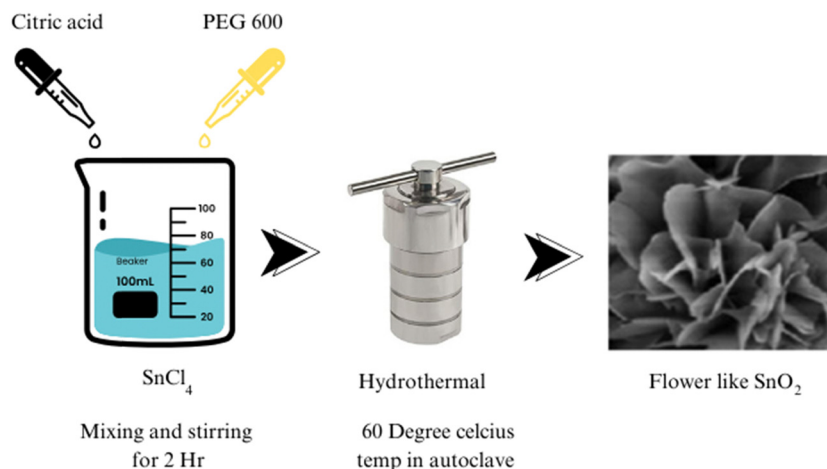 Citric acid
PEG 600
100
80
60
40
20
Beaker
100mL
SnCl₄
Mixing and stirring
for 2 Hr
Hydrothermal
60 Degree celcius
temp in autoclave
Flower like SnO₂